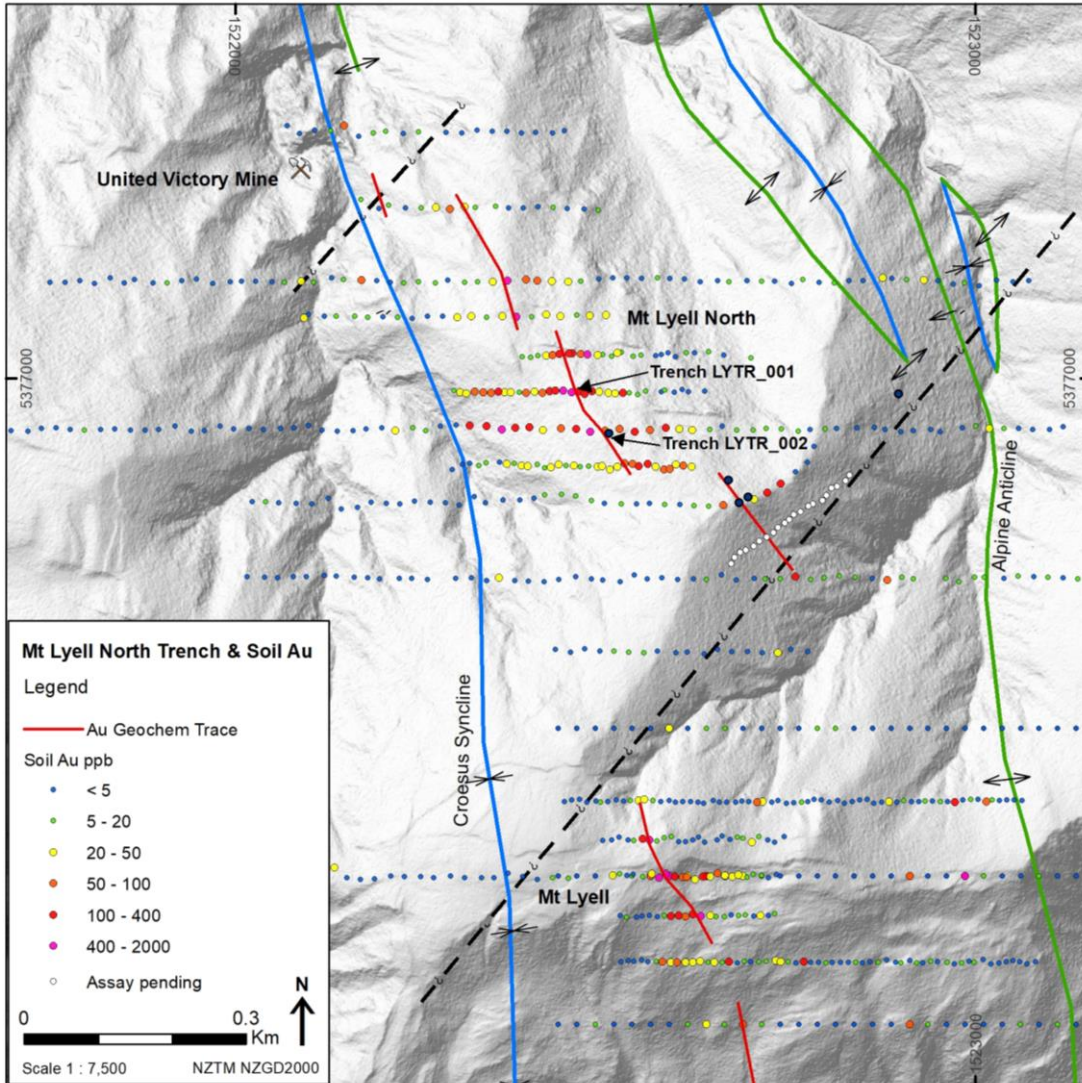 1522000
1523000
United Victory Mine
?
?
?
?
Mt Lyell North
5377000
Trench LYTR_001
5377000
Trench LYTR_002
?
?
Alpine Anticline
?
?
?
Croesus Syncline
?
Mt Lyell
?
Mt Lyell North Trench & Soil Au
Legend
Au Geochem Trace
Soil Au ppb
< 5
5 - 20
20 - 50
50 - 100
100 - 400
400 - 2000
Assay pending
N
0 0.3
Km
Scale 1 : 7,500 NZTM NZGD2000
1523000